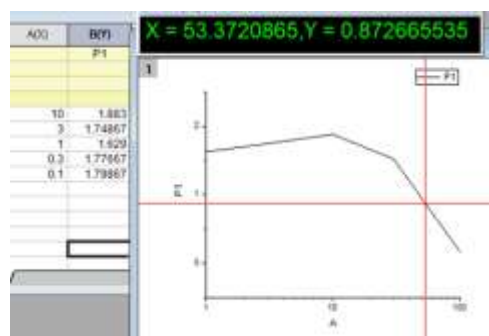 X = 53.3720865,Y = 0.872665535
A(X) B(Y)
P1
10 1.883
3 1.74867
1 1.629
0.3 1.77667
0.1 1.79867
1
P1
2
1
0
P1
1 10 100
A